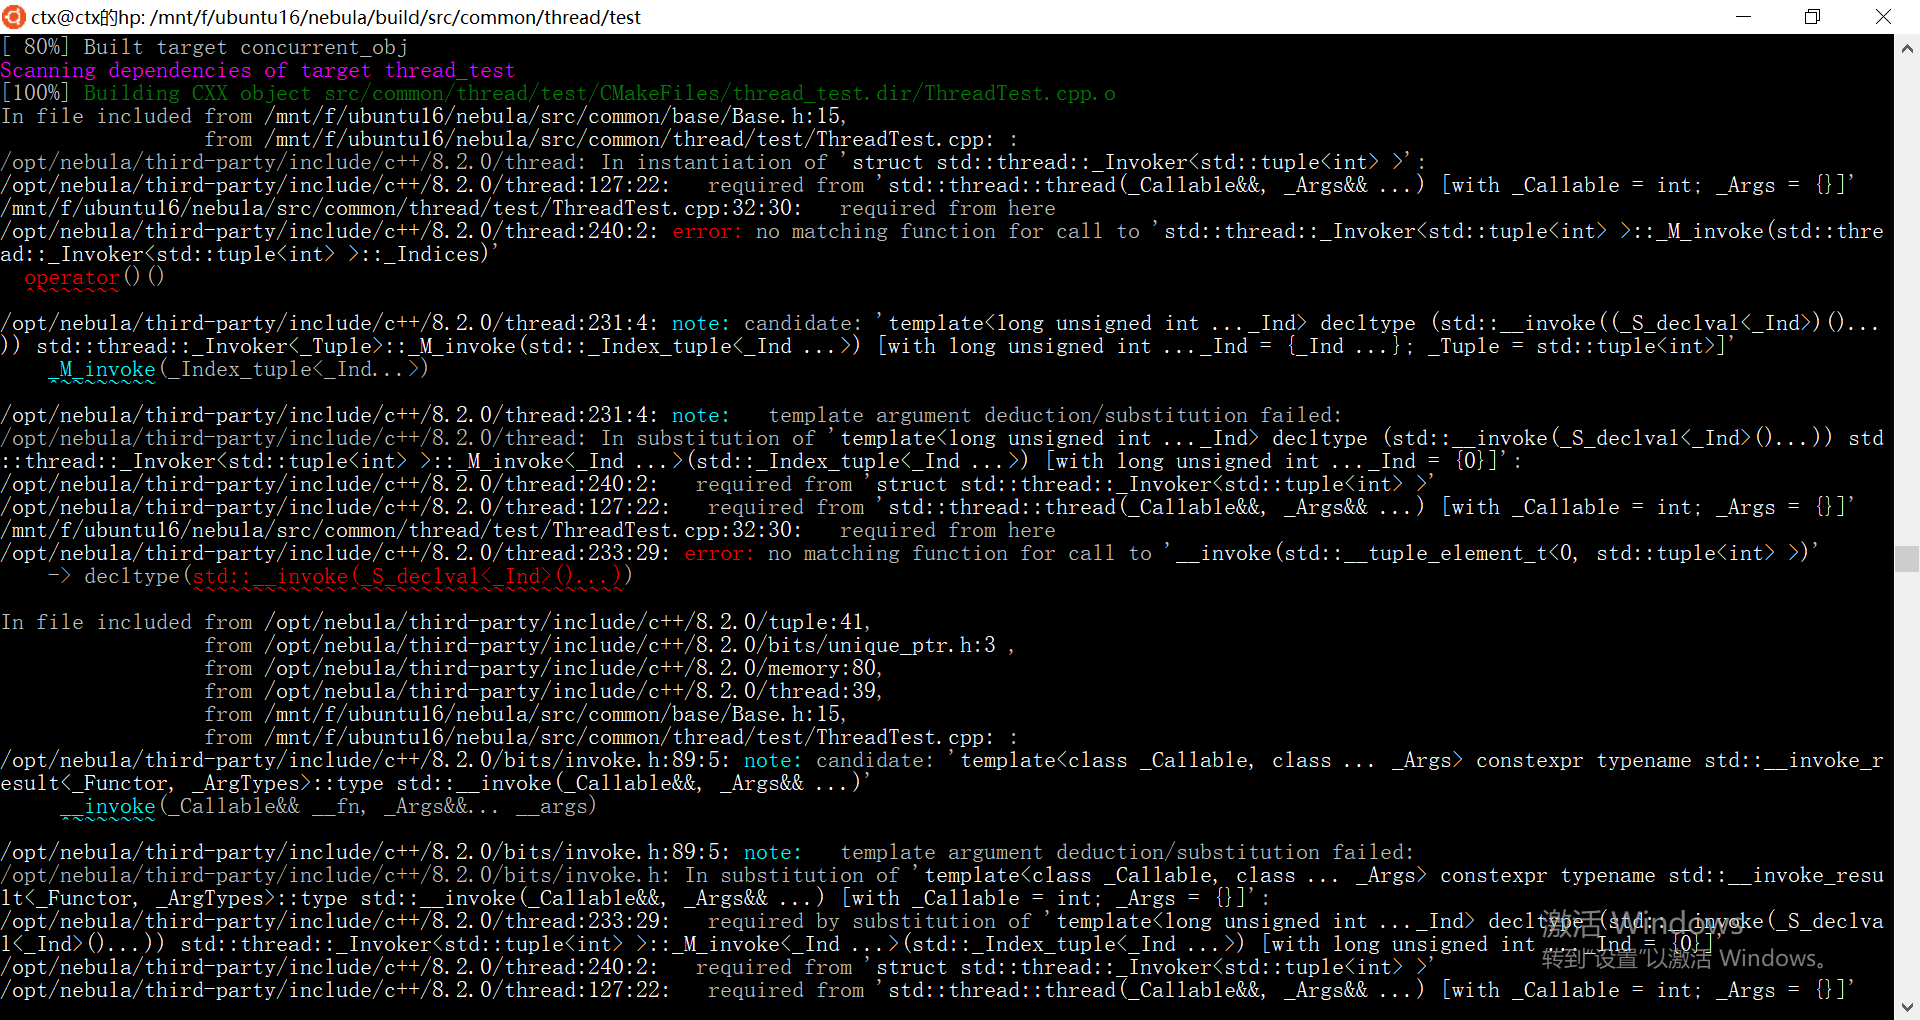 ctx@ctx的hp: /mnt/f/ubuntu16/nebula/build/src/common/thread/test
[ 80%] Built target concurrent_obj
Scanning dependencies of target thread_test
[100%] Building CXX object src/common/thread/test/CMakeFiles/thread_test.dir/ThreadTest.cpp.o
In file included from /mnt/f/ubuntu16/nebula/src/common/base/Base.h:15,
                 from /mnt/f/ubuntu16/nebula/src/common/thread/test/ThreadTest.cpp: :
/opt/nebula/third-party/include/c++/8.2.0/thread: In instantiation of 'struct std::thread::_Invoker<std::tuple<int> >':
/opt/nebula/third-party/include/c++/8.2.0/thread:127:22:   required from 'std::thread::thread(_Callable&&, _Args&& ...) [with _Callable = int; _Args = {}]'
/mnt/f/ubuntu16/nebula/src/common/thread/test/ThreadTest.cpp:32:30:   required from here
/opt/nebula/third-party/include/c++/8.2.0/thread:240:2: error: no matching function for call to 'std::thread::_Invoker<std::tuple<int> >::_M_invoke(std::thre
ad::_Invoker<std::tuple<int> >::_Indices)'
  operator()()
/opt/nebula/third-party/include/c++/8.2.0/thread:231:4: note: candidate: 'template<long unsigned int ..._Ind> decltype (std::__invoke((_S_declval<_Ind>)()...
)) std::thread::_Invoker<_Tuple>::_M_invoke(std::_Index_tuple<_Ind ...>) [with long unsigned int ..._Ind = {_Ind ...}; _Tuple = std::tuple<int>]'
    _M_invoke(_Index_tuple<_Ind...>)
/opt/nebula/third-party/include/c++/8.2.0/thread:231:4: note:   template argument deduction/substitution failed:
/opt/nebula/third-party/include/c++/8.2.0/thread: In substitution of 'template<long unsigned int ..._Ind> decltype (std::__invoke(_S_declval<_Ind>()...)) std
::thread::_Invoker<std::tuple<int> >::_M_invoke<_Ind ...>(std::_Index_tuple<_Ind ...>) [with long unsigned int ..._Ind = {0}]':
/opt/nebula/third-party/include/c++/8.2.0/thread:240:2:   required from 'struct std::thread::_Invoker<std::tuple<int> >'
/opt/nebula/third-party/include/c++/8.2.0/thread:127:22:   required from 'std::thread::thread(_Callable&&, _Args&& ...) [with _Callable = int; _Args = {}]'
/mnt/f/ubuntu16/nebula/src/common/thread/test/ThreadTest.cpp:32:30:   required from here
/opt/nebula/third-party/include/c++/8.2.0/thread:233:29: error: no matching function for call to '__invoke(std::__tuple_element_t<0, std::tuple<int> >)'
    -> decltype(std::__invoke(_S_declval<_Ind>()...))
In file included from /opt/nebula/third-party/include/c++/8.2.0/tuple:41,
                 from /opt/nebula/third-party/include/c++/8.2.0/bits/unique_ptr.h:3 ,
                 from /opt/nebula/third-party/include/c++/8.2.0/memory:80,
                 from /opt/nebula/third-party/include/c++/8.2.0/thread:39,
                 from /mnt/f/ubuntu16/nebula/src/common/base/Base.h:15,
                 from /mnt/f/ubuntu16/nebula/src/common/thread/test/ThreadTest.cpp: :
/opt/nebula/third-party/include/c++/8.2.0/bits/invoke.h:89:5: note: candidate: 'template<class _Callable, class ... _Args> constexpr typename std::__invoke_r
esult<_Functor, _ArgTypes>::type std::__invoke(_Callable&&, _Args&& ...)'
     __invoke(_Callable&& __fn, _Args&&... __args)
/opt/nebula/third-party/include/c++/8.2.0/bits/invoke.h:89:5: note:   template argument deduction/substitution failed:
/opt/nebula/third-party/include/c++/8.2.0/bits/invoke.h: In substitution of 'template<class _Callable, class ... _Args> constexpr typename std::__invoke_resu
lt<_Functor, _ArgTypes>::type std::__invoke(_Callable&&, _Args&& ...) [with _Callable = int; _Args = {}]':
/opt/nebula/third-party/include/c++/8.2.0/thread:233:29:   required by substitution of 'template<long unsigned int ..._Ind> decltype (std::__invoke(_S_declva
l<_Ind>()...)) std::thread::_Invoker<std::tuple<int> >::_M_invoke<_Ind ...>(std::_Index_tuple<_Ind ...>) [with long unsigned int ..._Ind = {0}]'
/opt/nebula/third-party/include/c++/8.2.0/thread:240:2:   required from 'struct std::thread::_Invoker<std::tuple<int> >'
/opt/nebula/third-party/include/c++/8.2.0/thread:127:22:   required from 'std::thread::thread(_Callable&&, _Args&& ...) [with _Callable = int; _Args = {}]'
激活 Windows
转到"设置"以激活 Windows。